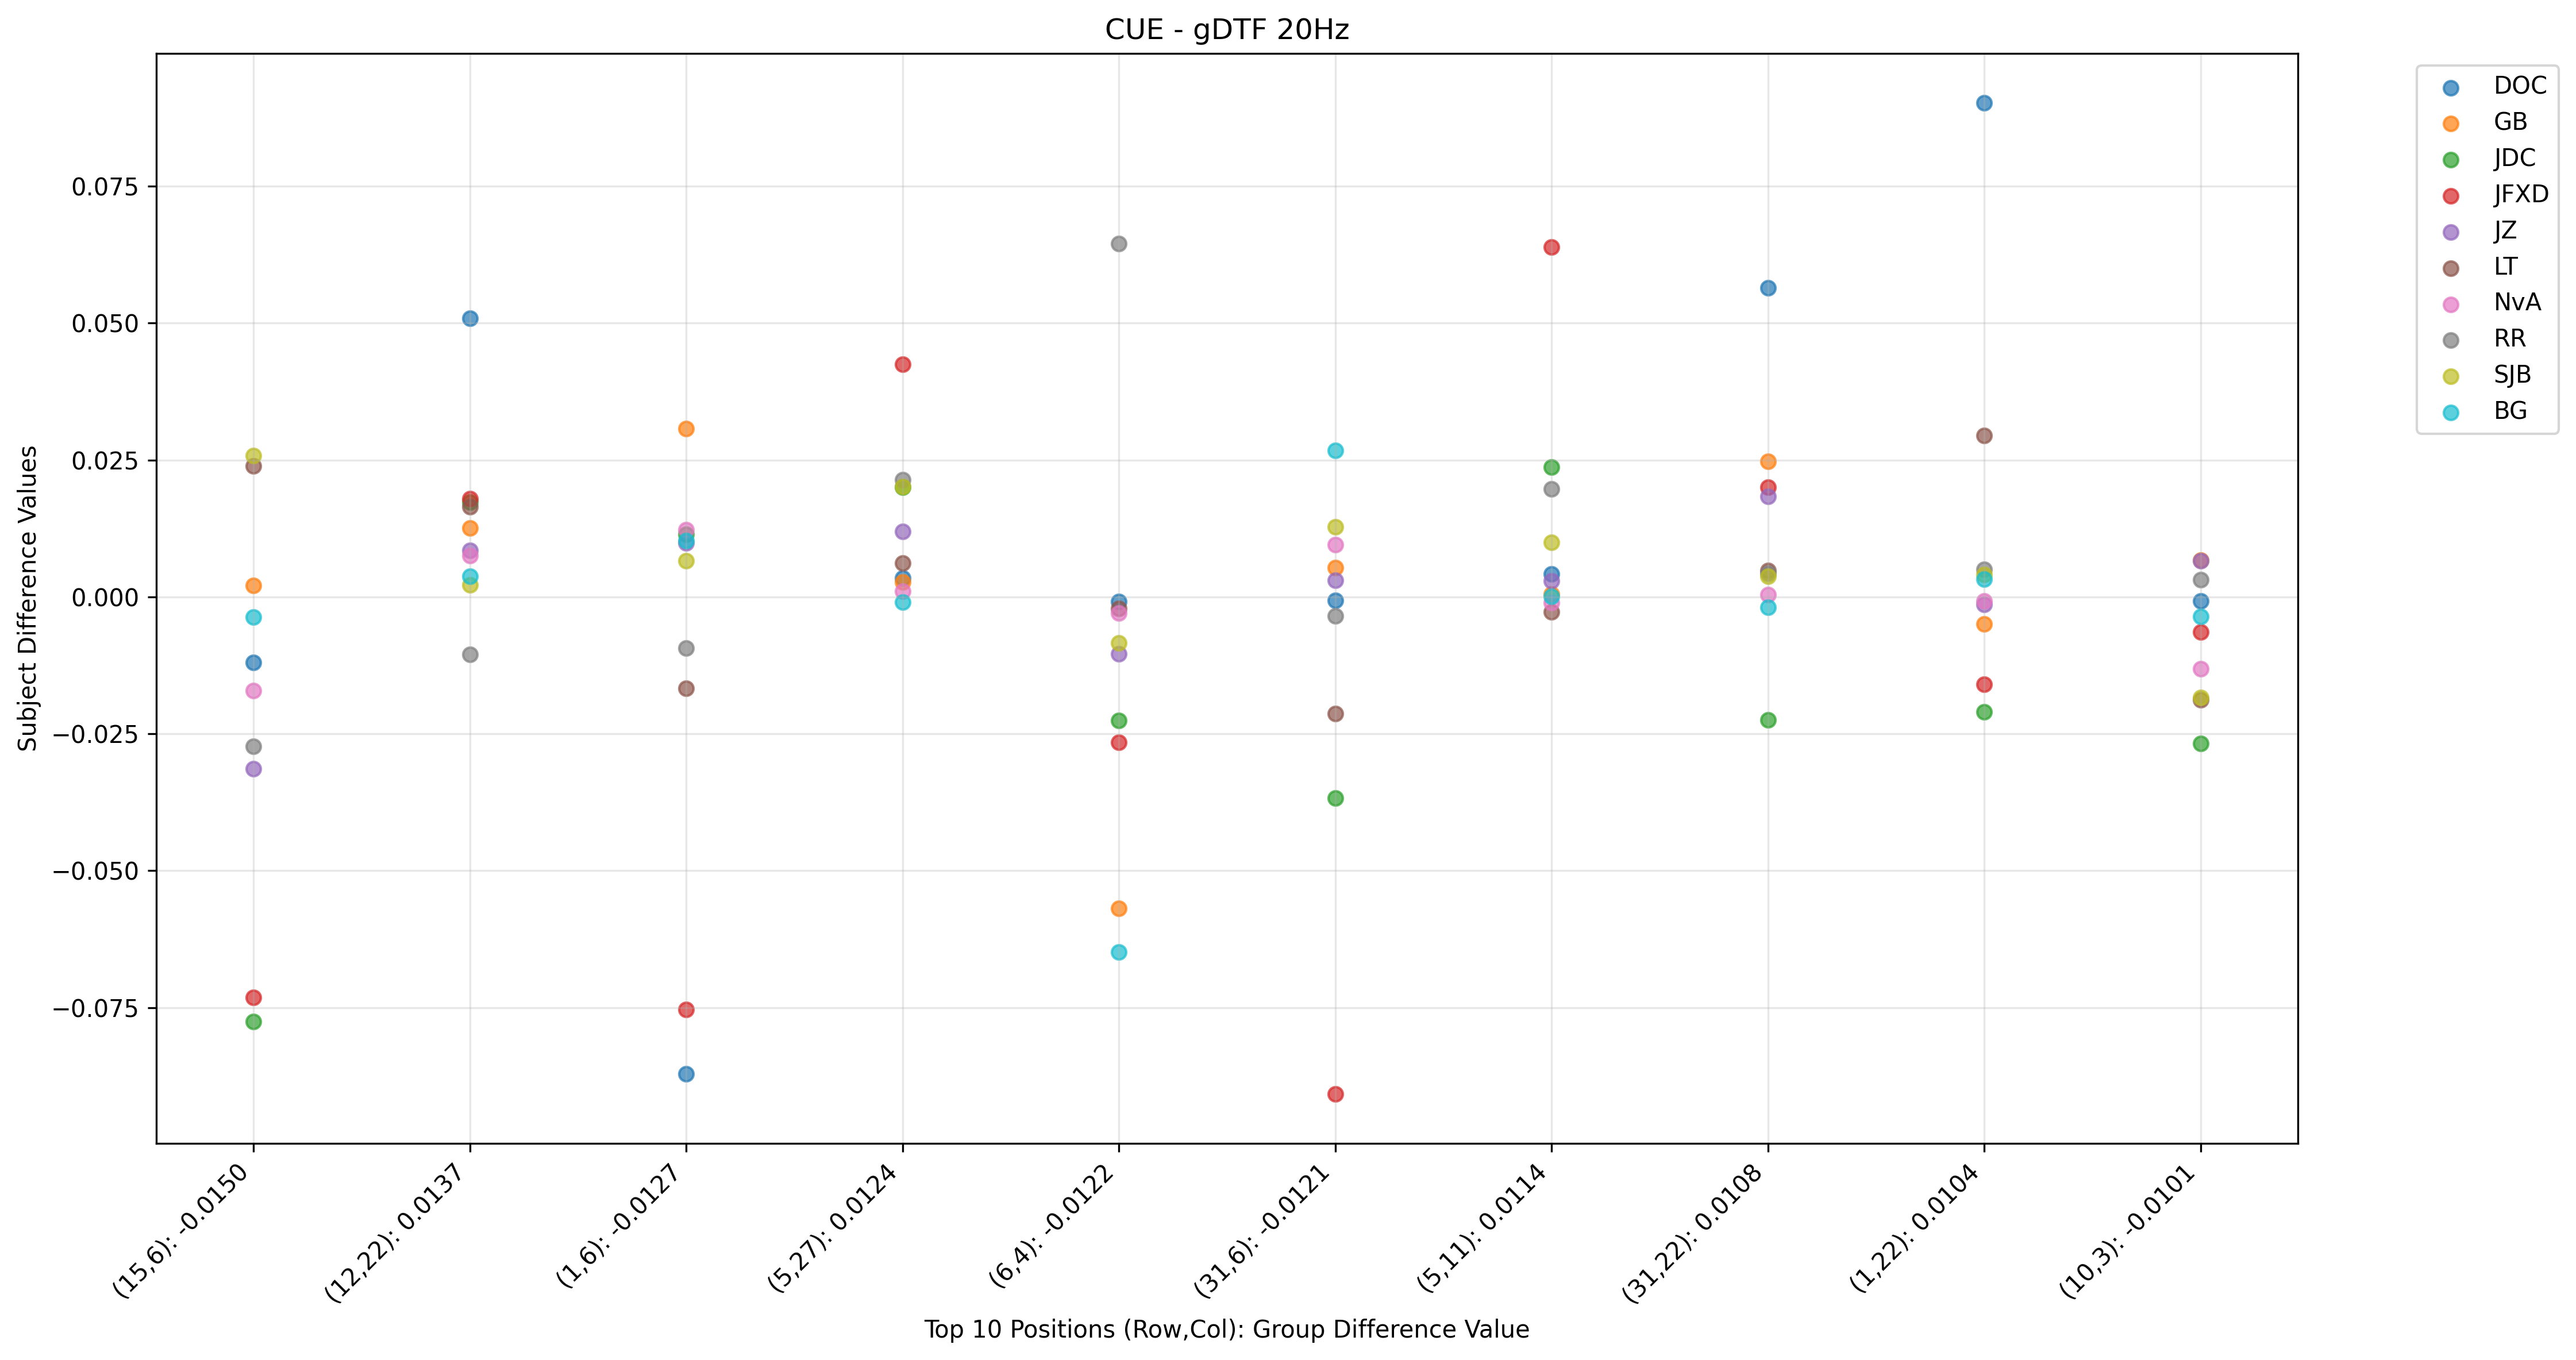 CUE - gDTF 20Hz
DOC
GB
JDC
JFXD
JZ
LT
NvA
RR
SJB
BG
Subject Difference Values
0.075
0.050
0.025
0.000
−0.025
−0.050
−0.075
(15,6): -0.0150
(12,22): 0.0137
(1,6): -0.0127
(5,27): 0.0124
(6,4): -0.0122
(31,6): -0.0121
(5,11): 0.0114
(31,22): 0.0108
(1,22): 0.0104
(10,3): -0.0101
Top 10 Positions (Row,Col): Group Difference Value